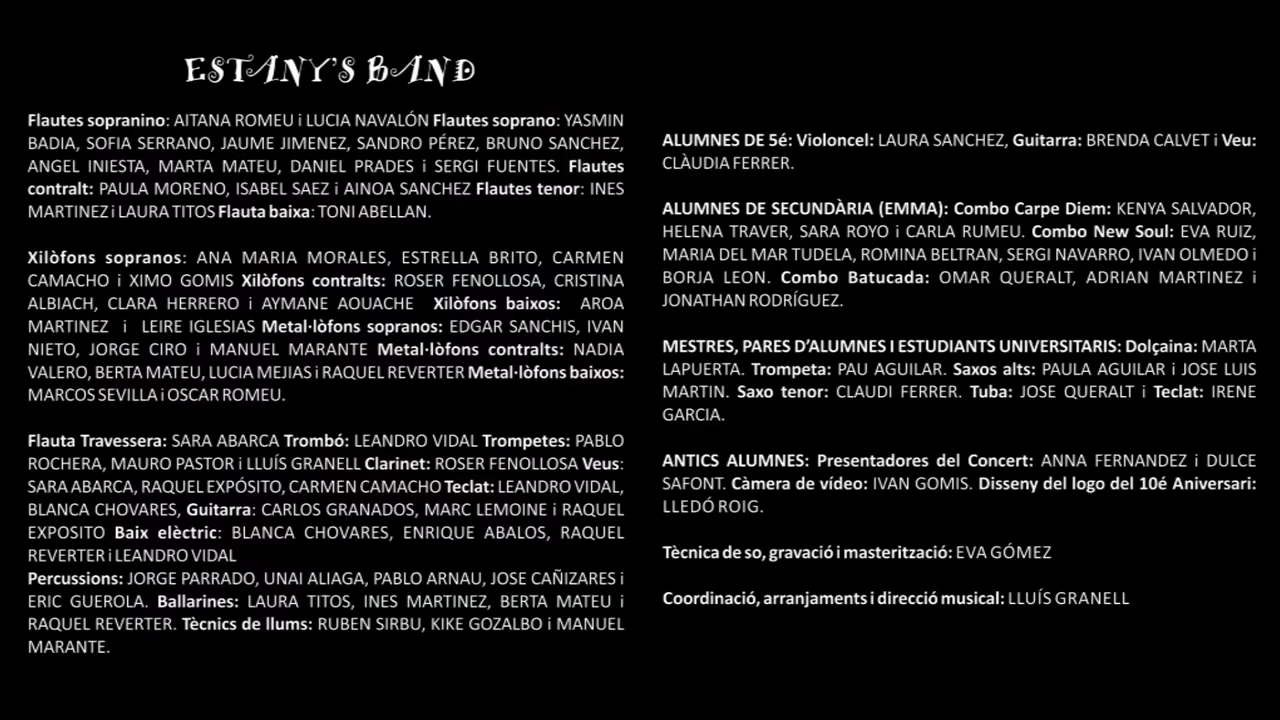 ESTANY'S BAND
Flautes sopranino: AITANA ROMEU i LUCIA NAVALÓN Flautes soprano: YASMIN
BADIA, SOFIA SERRANO, JAUME JIMENEZ, SANDRO PÉREZ, BRUNO SANCHEZ,
ANGEL INIESTA, MARTA MATEU, DANIEL PRADES i SERGI FUENTES. Flautes
contralt: PAULA MORENO, ISABEL SAEZ i AINOA SANCHEZ Flautes tenor: INES
MARTINEZ i LAURA TITOS Flauta baixa: TONI ABELLAN.
Xilòfons sopranos: ANA MARIA MORALES, ESTRELLA BRITO, CARMEN
CAMACHO i XIMO GOMIS Xilòfons contralts: ROSER FENOLLOSA, CRISTINA
ALBIACH, CLARA HERRERO i AYMANE AOUACHE Xilòfons baixos: AROA
MARTINEZ i LEIRE IGLESIAS Metal·lòfons sopranos: EDGAR SANCHIS, IVAN
NIETO, JORGE CIRO i MANUEL MARANTE Metal·lòfons contralts: NADIA
VALERO, BERTA MATEU, LUCIA MEJIAS i RAQUEL REVERTER Metal·lòfons baixos:
MARCOS SEVILLA i OSCAR ROMEU.
Flauta Travessera: SARA ABARCA Trombó: LEANDRO VIDAL Trompetes: PABLO
ROCHERA, MAURO PASTOR i LLUÍS GRANELL Clarinet: ROSER FENOLLOSA Veus:
SARA ABARCA, RAQUEL EXPÓSITO, CARMEN CAMACHO Teclat: LEANDRO VIDAL,
BLANCA CHOVARES, Guitarra: CARLOS GRANADOS, MARC LEMOINE i RAQUEL
EXPOSITO Baix elèctric: BLANCA CHOVARES, ENRIQUE ABALOS, RAQUEL
REVERTER i LEANDRO VIDAL
Percussions: JORGE PARRADO, UNAI ALIAGA, PABLO ARNAU, JOSE CAÑIZARES i
ERIC GUEROLA. Ballarines: LAURA TITOS, INES MARTINEZ, BERTA MATEU i
RAQUEL REVERTER. Tècnics de llums: RUBEN SIRBU, KIKE GOZALBO i MANUEL
MARANTE.
ALUMNES DE 5é: Violoncel: LAURA SANCHEZ, Guitarra: BRENDA CALVET i Veu:
CLÀUDIA FERRER.
ALUMNES DE SECUNDÀRIA (EMMA): Combo Carpe Diem: KENYA SALVADOR,
HELENA TRAVER, SARA ROYO i CARLA RUMEU. Combo New Soul: EVA RUIZ,
MARIA DEL MAR TUDELA, ROMINA BELTRAN, SERGI NAVARRO, IVAN OLMEDO i
BORJA LEON. Combo Batucada: OMAR QUERALT, ADRIAN MARTINEZ i
JONATHAN RODRÍGUEZ.
MESTRES, PARES D'ALUMNES I ESTUDIANTS UNIVERSITARIS: Dolçaina: MARTA
LAPUERTA. Trompeta: PAU AGUILAR. Saxos alts: PAULA AGUILAR i JOSE LUIS
MARTIN. Saxo tenor: CLAUDI FERRER. Tuba: JOSE QUERALT i Teclat: IRENE
GARCIA.
ANTICS ALUMNES: Presentadores del Concert: ANNA FERNANDEZ i DULCE
SAFONT. Càmera de vídeo: IVAN GOMIS. Disseny del logo del 10é Aniversari:
LLEDÓ ROIG.
Tècnica de so, gravació i masterització: EVA GÓMEZ
Coordinació, arranjaments i direcció musical: LLUÍS GRANELL